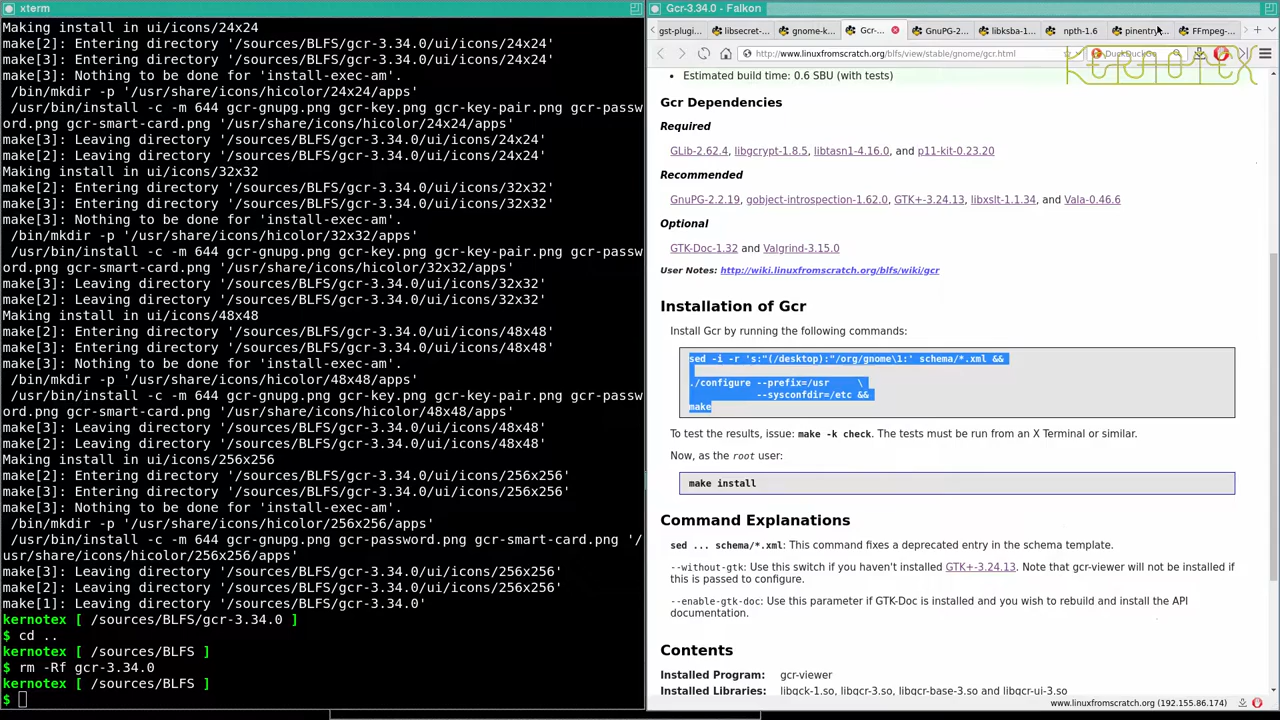 xterm
Making install in ui/icons/24x24
make[2]: Entering directory '/sources/BLFS/gcr-3.34.0/ui/icons/24x24'
make[3]: Entering directory '/sources/BLFS/gcr-3.34.0/ui/icons/24x24'
make[3]: Nothing to be done for 'install-exec-am'.
/bin/mkdir -p '/usr/share/icons/hicolor/24x24/apps'
/usr/bin/install -c -m 644 gcr-gnupg.png gcr-key.png gcr-key-pair.png gcr-passw
ord.png gcr-smart-card.png '/usr/share/icons/hicolor/24x24/apps'
make[3]: Leaving directory '/sources/BLFS/gcr-3.34.0/ui/icons/24x24'
make[2]: Leaving directory '/sources/BLFS/gcr-3.34.0/ui/icons/24x24'
Making install in ui/icons/32x32
make[2]: Entering directory '/sources/BLFS/gcr-3.34.0/ui/icons/32x32'
make[3]: Entering directory '/sources/BLFS/gcr-3.34.0/ui/icons/32x32'
make[3]: Nothing to be done for 'install-exec-am'.
/bin/mkdir -p '/usr/share/icons/hicolor/32x32/apps'
/usr/bin/install -c -m 644 gcr-gnupg.png gcr-key.png gcr-key-pair.png gcr-passw
ord.png gcr-smart-card.png '/usr/share/icons/hicolor/32x32/apps'
make[3]: Leaving directory '/sources/BLFS/gcr-3.34.0/ui/icons/32x32'
make[2]: Leaving directory '/sources/BLFS/gcr-3.34.0/ui/icons/32x32'
Making install in ui/icons/48x48
make[2]: Entering directory '/sources/BLFS/gcr-3.34.0/ui/icons/48x48'
make[3]: Entering directory '/sources/BLFS/gcr-3.34.0/ui/icons/48x48'
make[3]: Nothing to be done for 'install-exec-am'.
/bin/mkdir -p '/usr/share/icons/hicolor/48x48/apps'
/usr/bin/install -c -m 644 gcr-gnupg.png gcr-key.png gcr-key-pair.png gcr-passw
ord.png gcr-smart-card.png '/usr/share/icons/hicolor/48x48/apps'
make[3]: Leaving directory '/sources/BLFS/gcr-3.34.0/ui/icons/48x48'
make[2]: Leaving directory '/sources/BLFS/gcr-3.34.0/ui/icons/48x48'
Making install in ui/icons/256x256
make[2]: Entering directory '/sources/BLFS/gcr-3.34.0/ui/icons/256x256'
make[3]: Entering directory '/sources/BLFS/gcr-3.34.0/ui/icons/256x256'
make[3]: Nothing to be done for 'install-exec-am'.
/bin/mkdir -p '/usr/share/icons/hicolor/256x256/apps'
/usr/bin/install -c -m 644 gcr-gnupg.png gcr-password.png gcr-smart-card.png '/
usr/share/icons/hicolor/256x256/apps'
make[3]: Leaving directory '/sources/BLFS/gcr-3.34.0/ui/icons/256x256'
make[2]: Leaving directory '/sources/BLFS/gcr-3.34.0/ui/icons/256x256'
make[1]: Leaving directory '/sources/BLFS/gcr-3.34.0'
kernotex [ /sources/BLFS/gcr-3.34.0 ]
$ cd ..
kernotex [ /sources/BLFS ]
$ rm -Rf gcr-3.34.0
kernotex [ /sources/BLFS ]
$
Gcr-3.34.0 - Falkon
gst-plugi... libsecret-... gnome-k... Gcr-... GnuPG-2... libksba-1... npth-1.6 pinentry... FFmpeg-...
http://www.linuxfromscratch.org/blfs/view/stable/gnome/gcr.html
DuckDuckGo
KERNOTEX
Estimated build time: 0.6 SBU (with tests)
Gcr Dependencies
Required
GLib-2.62.4, libgcrypt-1.8.5, libtasn1-4.16.0, and p11-kit-0.23.20
Recommended
GnuPG-2.2.19, gobject-introspection-1.62.0, GTK+-3.24.13, libxslt-1.1.34, and Vala-0.46.6
Optional
GTK-Doc-1.32 and Valgrind-3.15.0
User Notes: http://wiki.linuxfromscratch.org/blfs/wiki/gcr
Installation of Gcr
Install Gcr by running the following commands:
sed -i -r 's:"(/desktop):"/org/gnome\1:' schema/*.xml &&
./configure --prefix=/usr \
--sysconfdir=/etc &&
make
To test the results, issue: make -k check. The tests must be run from an X Terminal or similar.
Now, as the root user:
make install
Command Explanations
sed ... schema/*.xml: This command fixes a deprecated entry in the schema template.
--without-gtk: Use this switch if you haven't installed GTK+-3.24.13. Note that gcr-viewer will not be installed if
this is passed to configure.
--enable-gtk-doc: Use this parameter if GTK-Doc is installed and you wish to rebuild and install the API
documentation.
Contents
Installed Program: gcr-viewer
Installed Libraries: libgck-1.so, libgcr-3.so, libgcr-base-3.so and libgcr-ui-3.so
www.linuxfromscratch.org (192.155.86.174)